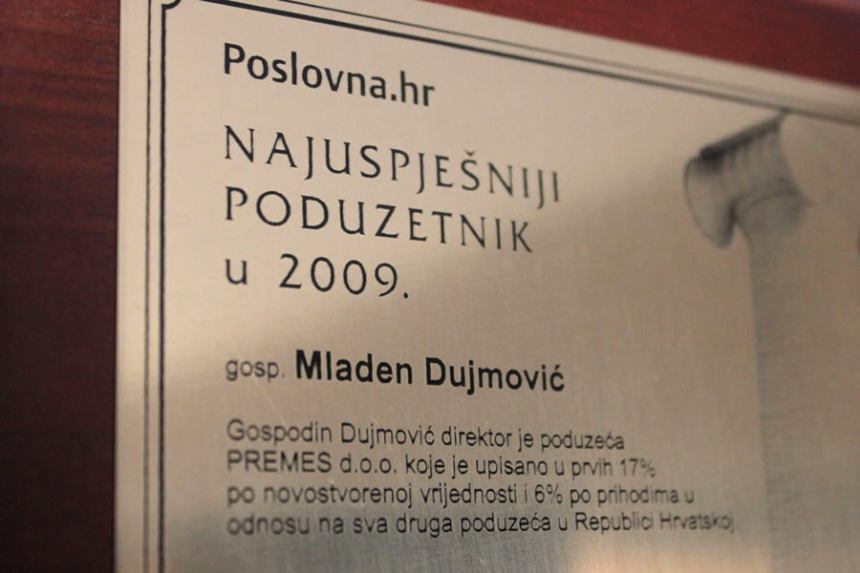 Poslovna.hr
NAJUSPJEŠNIJI
PODUZETNIK
u 2009.
gosp. Mladen Dujmović
Gospodin Dujmović direktor je poduzeća
PREMES d.o.o. koje je upisano u prvih 17%
po novostvorenoj vrijednosti i 6% po prihodima u
odnosu na sva druga poduzeća u Republici Hrvatskoj